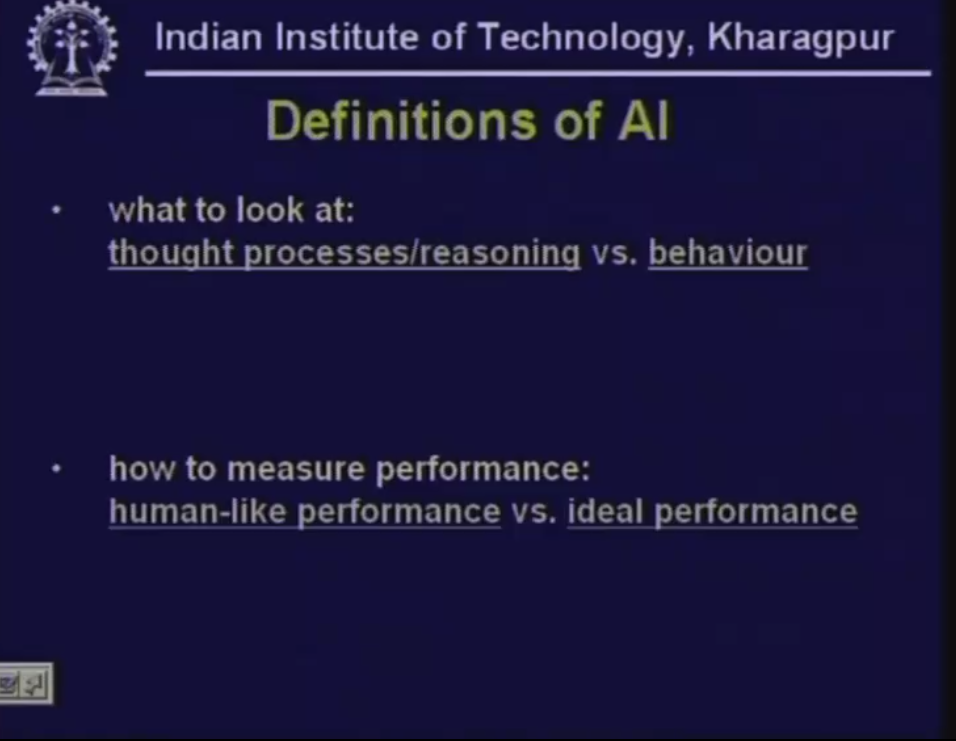 Indian Institute of Technology, Kharagpur
Definitions of AI
• what to look at:
thought processes/reasoning vs. behaviour
• how to measure performance:
human-like performance vs. ideal performance